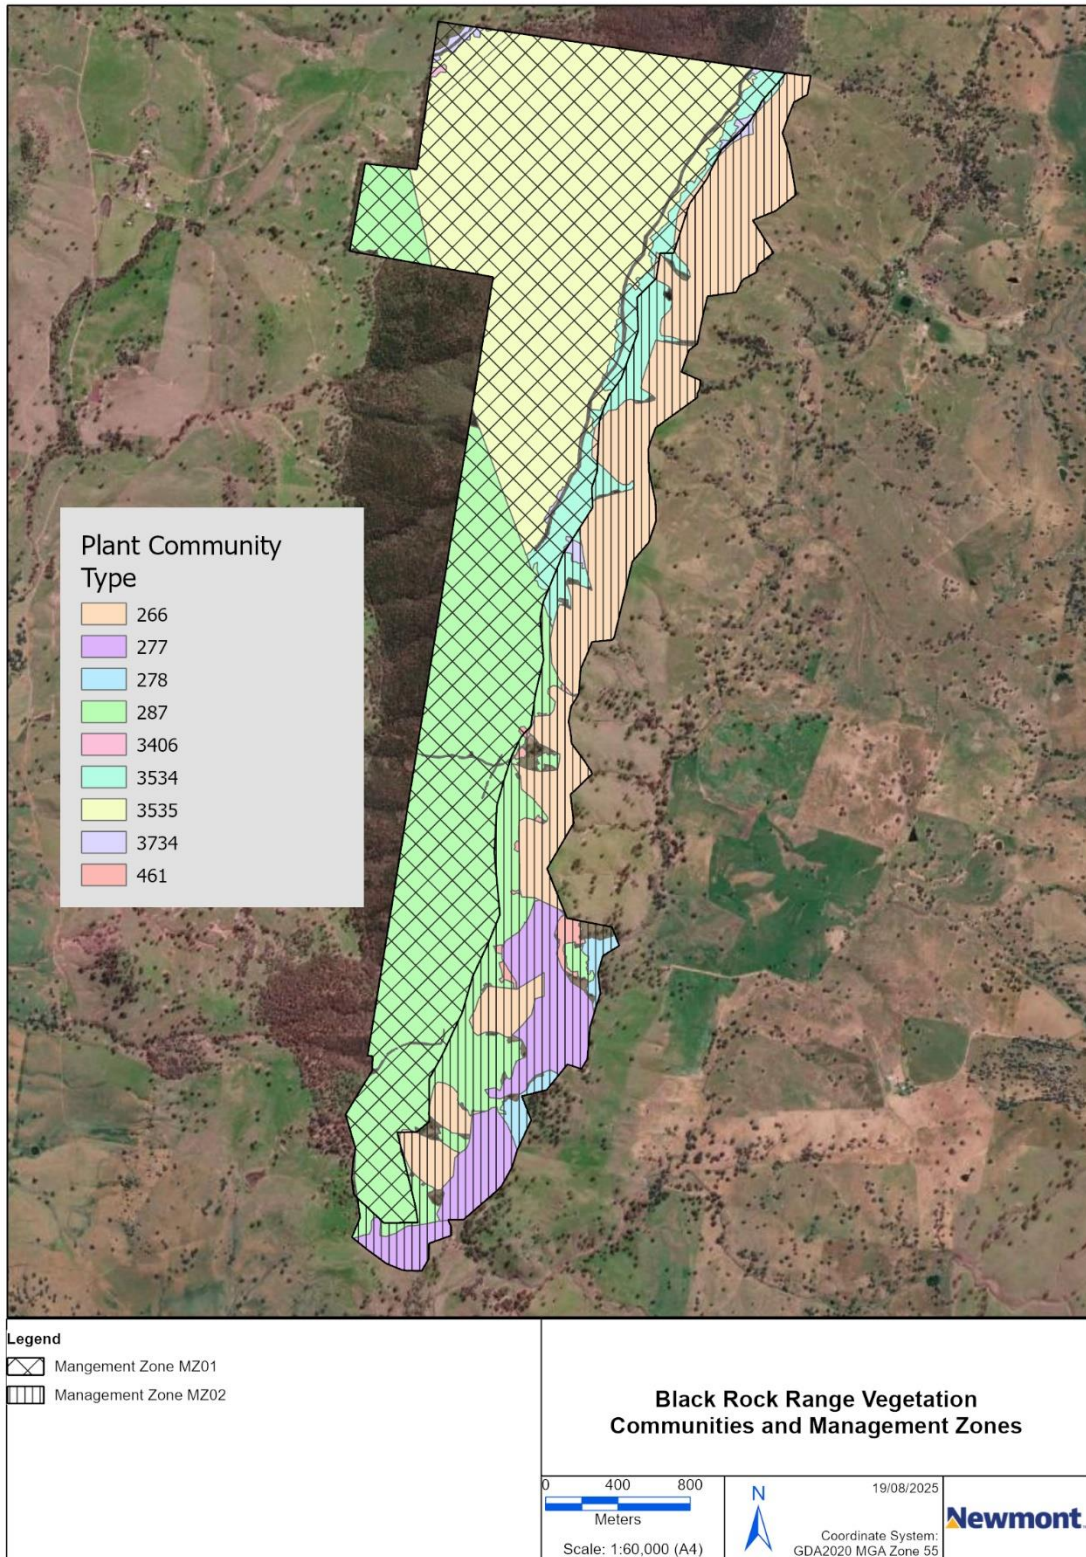 Plant Community
Type
266
277
278
287
3406
3534
3535
3734
461
Legend
Mangement Zone MZ01
Management Zone MZ02
Black Rock Range Vegetation
Communities and Management Zones
0 400 800
Meters
Scale: 1:60,000 (A4)
N
19/08/2025
Coordinate System:
GDA2020 MGA Zone 55
Newmont